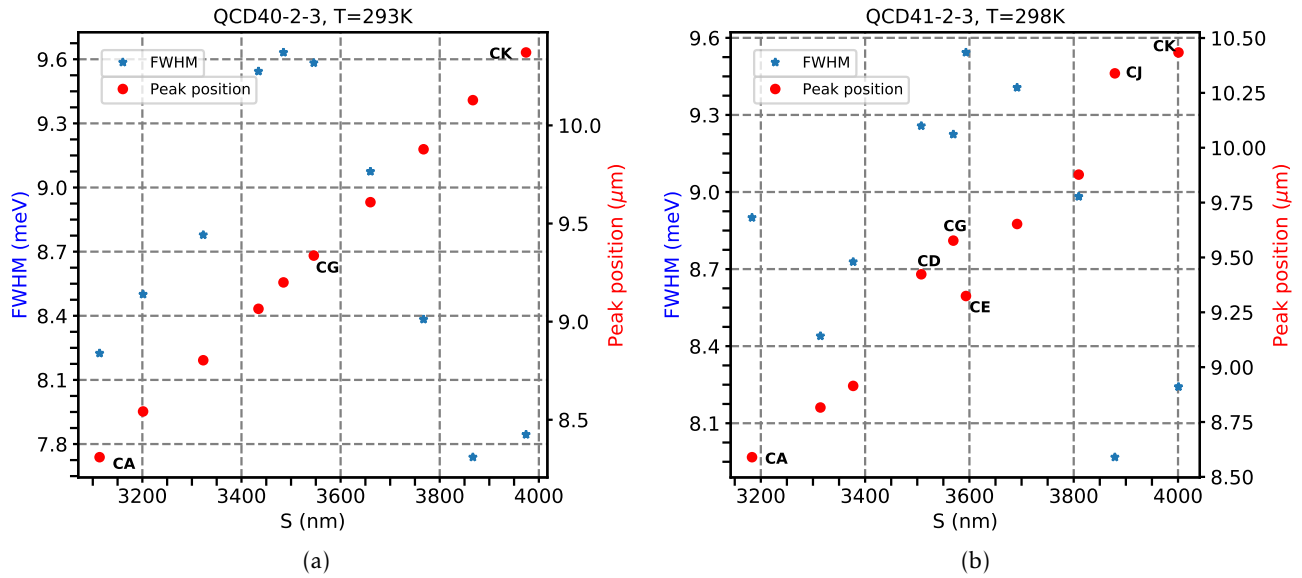 QCD40-2-3, T=293K
FWHM
Peak position
CK
CG
CA
9.6
9.3
9.0
8.7
8.4
8.1
7.8
FWHM (meV)
10.0
9.5
9.0
8.5
Peak position (μm)
3200
3400
3600
3800
4000
S (nm)
(a)
QCD41-2-3, T=298K
FWHM
Peak position
CK
CJ
CG
CD
CE
CA
9.6
9.3
9.0
8.7
8.4
8.1
FWHM (meV)
10.50
10.25
10.00
9.75
9.50
9.25
9.00
8.75
8.50
Peak position (μm)
3200
3400
3600
3800
4000
S (nm)
(b)